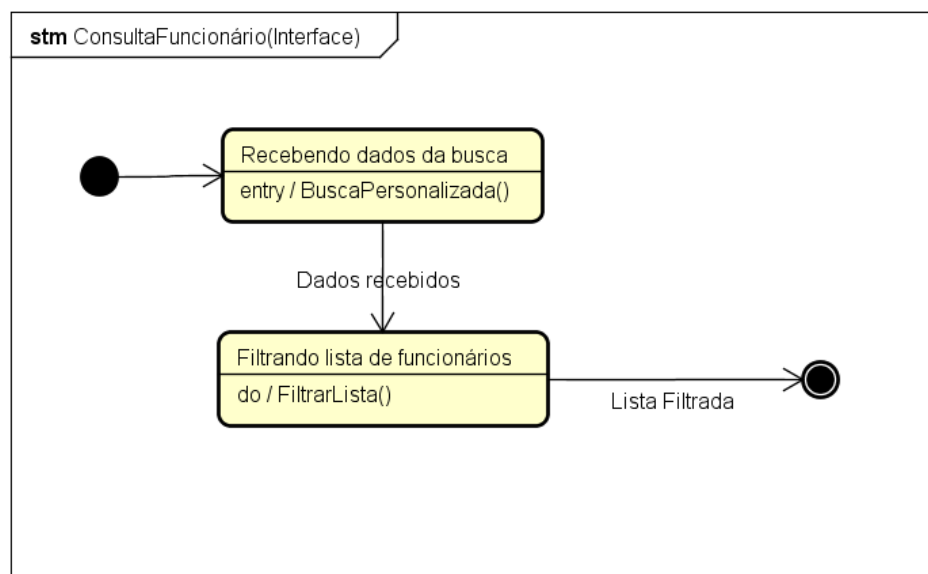 stm ConsultaFuncionário(Interface)
Recebendo dados da busca
entry / BuscaPersonalizada()
Dados recebidos
Filtrando lista de funcionários
do / FiltrarLista()
Lista Filtrada